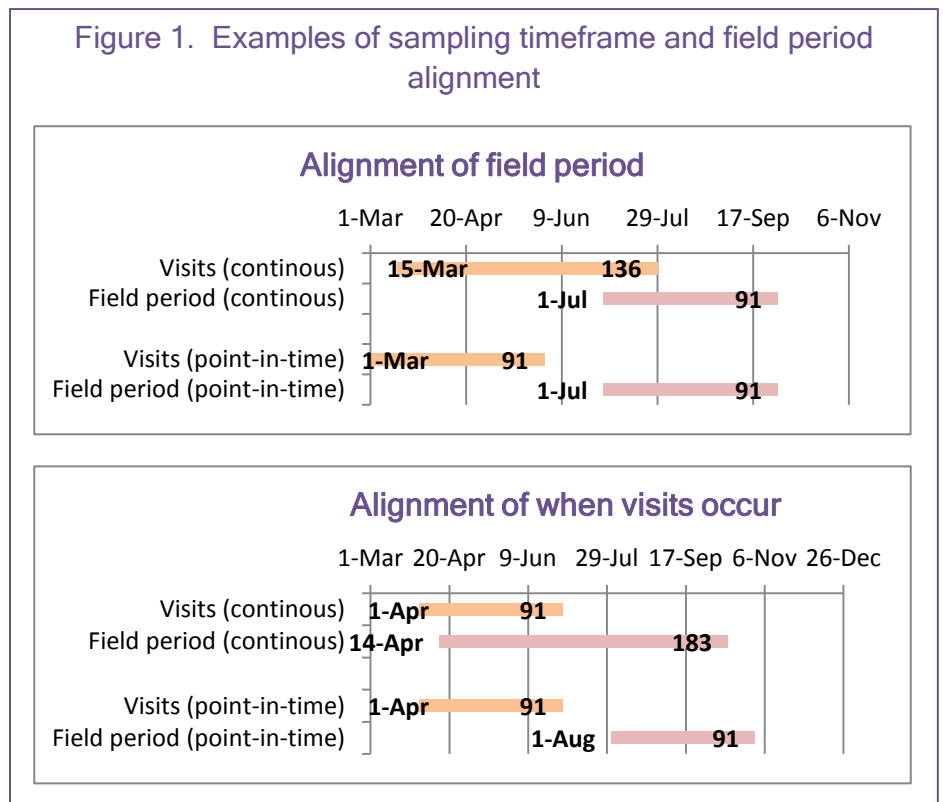 Figure 1. Examples of sampling timeframe and field period
alignment
Alignment of field period
1-Mar 20-Apr 9-Jun 29-Jul 17-Sep 6-Nov
Visits (continous) 15-Mar 136
Field period (continous) 1-Jul 91
Visits (point-in-time) 1-Mar 91
Field period (point-in-time) 1-Jul 91
Alignment of when visits occur
1-Mar 20-Apr 9-Jun 29-Jul 17-Sep 6-Nov 26-Dec
Visits (continous) 1-Apr 91
Field period (continous) 14-Apr 183
Visits (point-in-time) 1-Apr 91
Field period (point-in-time) 1-Aug 91